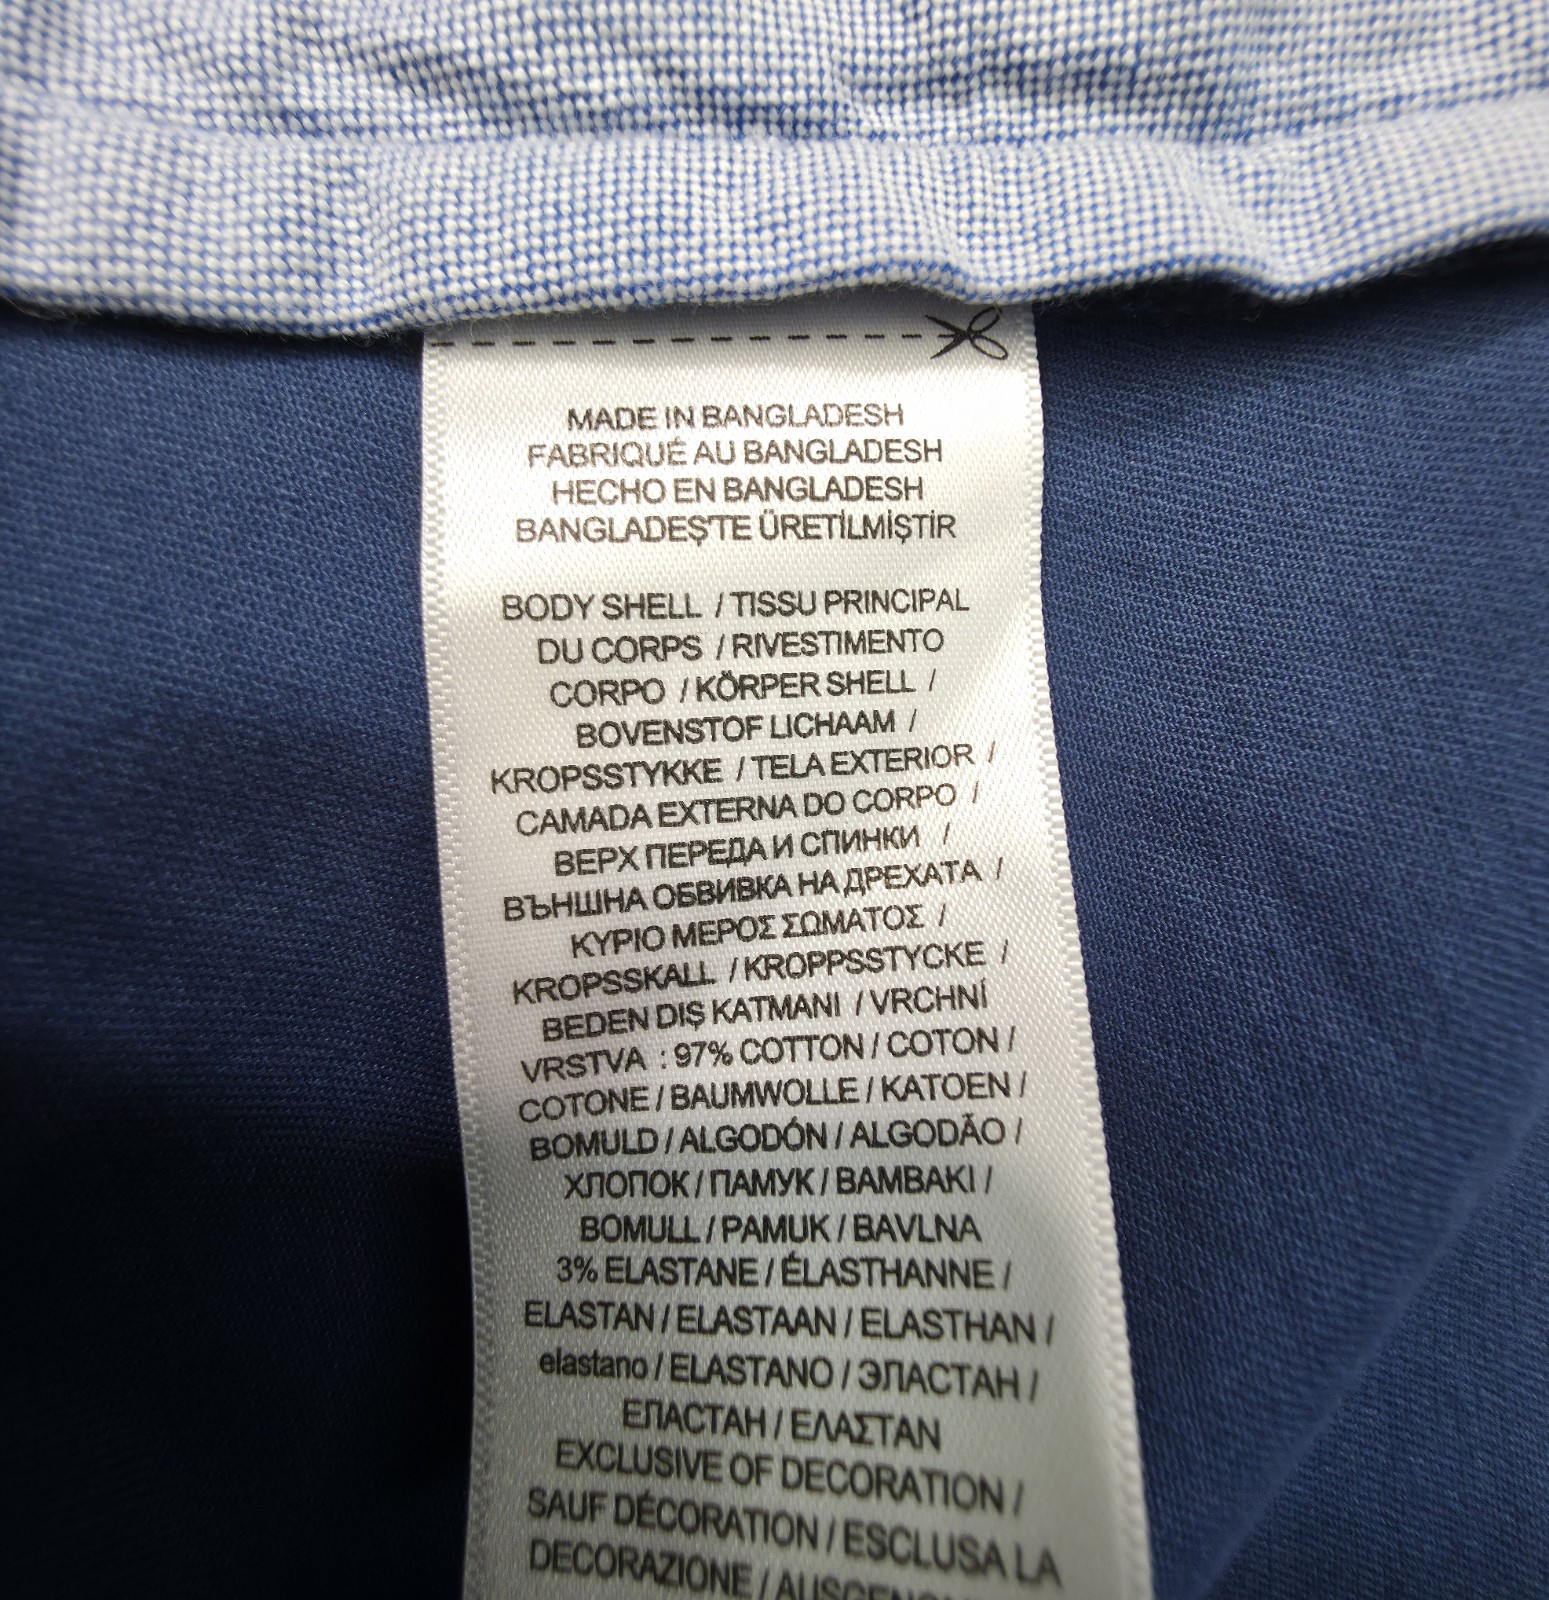 MADE IN BANGLADESH
FABRIQUÉ AU BANGLADESH
HECHO EN BANGLADESH
BANGLADEŞ'TE ÜRETİLMİŞTİR
BODY SHELL / TISSU PRINCIPAL
DU CORPS / RIVESTIMENTO
CORPO / KÖRPER SHELL /
BOVENSTOF LICHAAM /
KROPSSTYKKE / TELA EXTERIOR /
CAMADA EXTERNA DO CORPO /
ВЕРХ ПЕРЕДА И СПИНКИ /
ВЪНШНА ОБВИВКА НА ДРЕХАТА /
ΚΥΡΙΟ ΜΕΡΟΣ ΣΩΜΑΤΟΣ /
KROPSSKALL / KROPPSSTYCKE /
BEDEN DIŞ KATMANI / VRCHNÍ
VRSTVA : 97% COTTON / COTON /
COTONE / BAUMWOLLE / KATOEN /
BOMULD / ALGODÓN / ALGODÃO /
ХЛОПОК / ПАМУК / ΒΑΜΒΑΚΙ /
BOMULL / PAMUK / BAVLNA
3% ELASTANE / ÉLASTHANNE /
ELASTAN / ELASTAAN / ELASTHAN /
elastano / ELASTANO / ЭЛАСТАН /
ЕЛАСТАН / ΕΛΑΣΤΑΝ
EXCLUSIVE OF DECORATION /
SAUF DÉCORATION / ESCLUSA LA
DECORAZIONE /